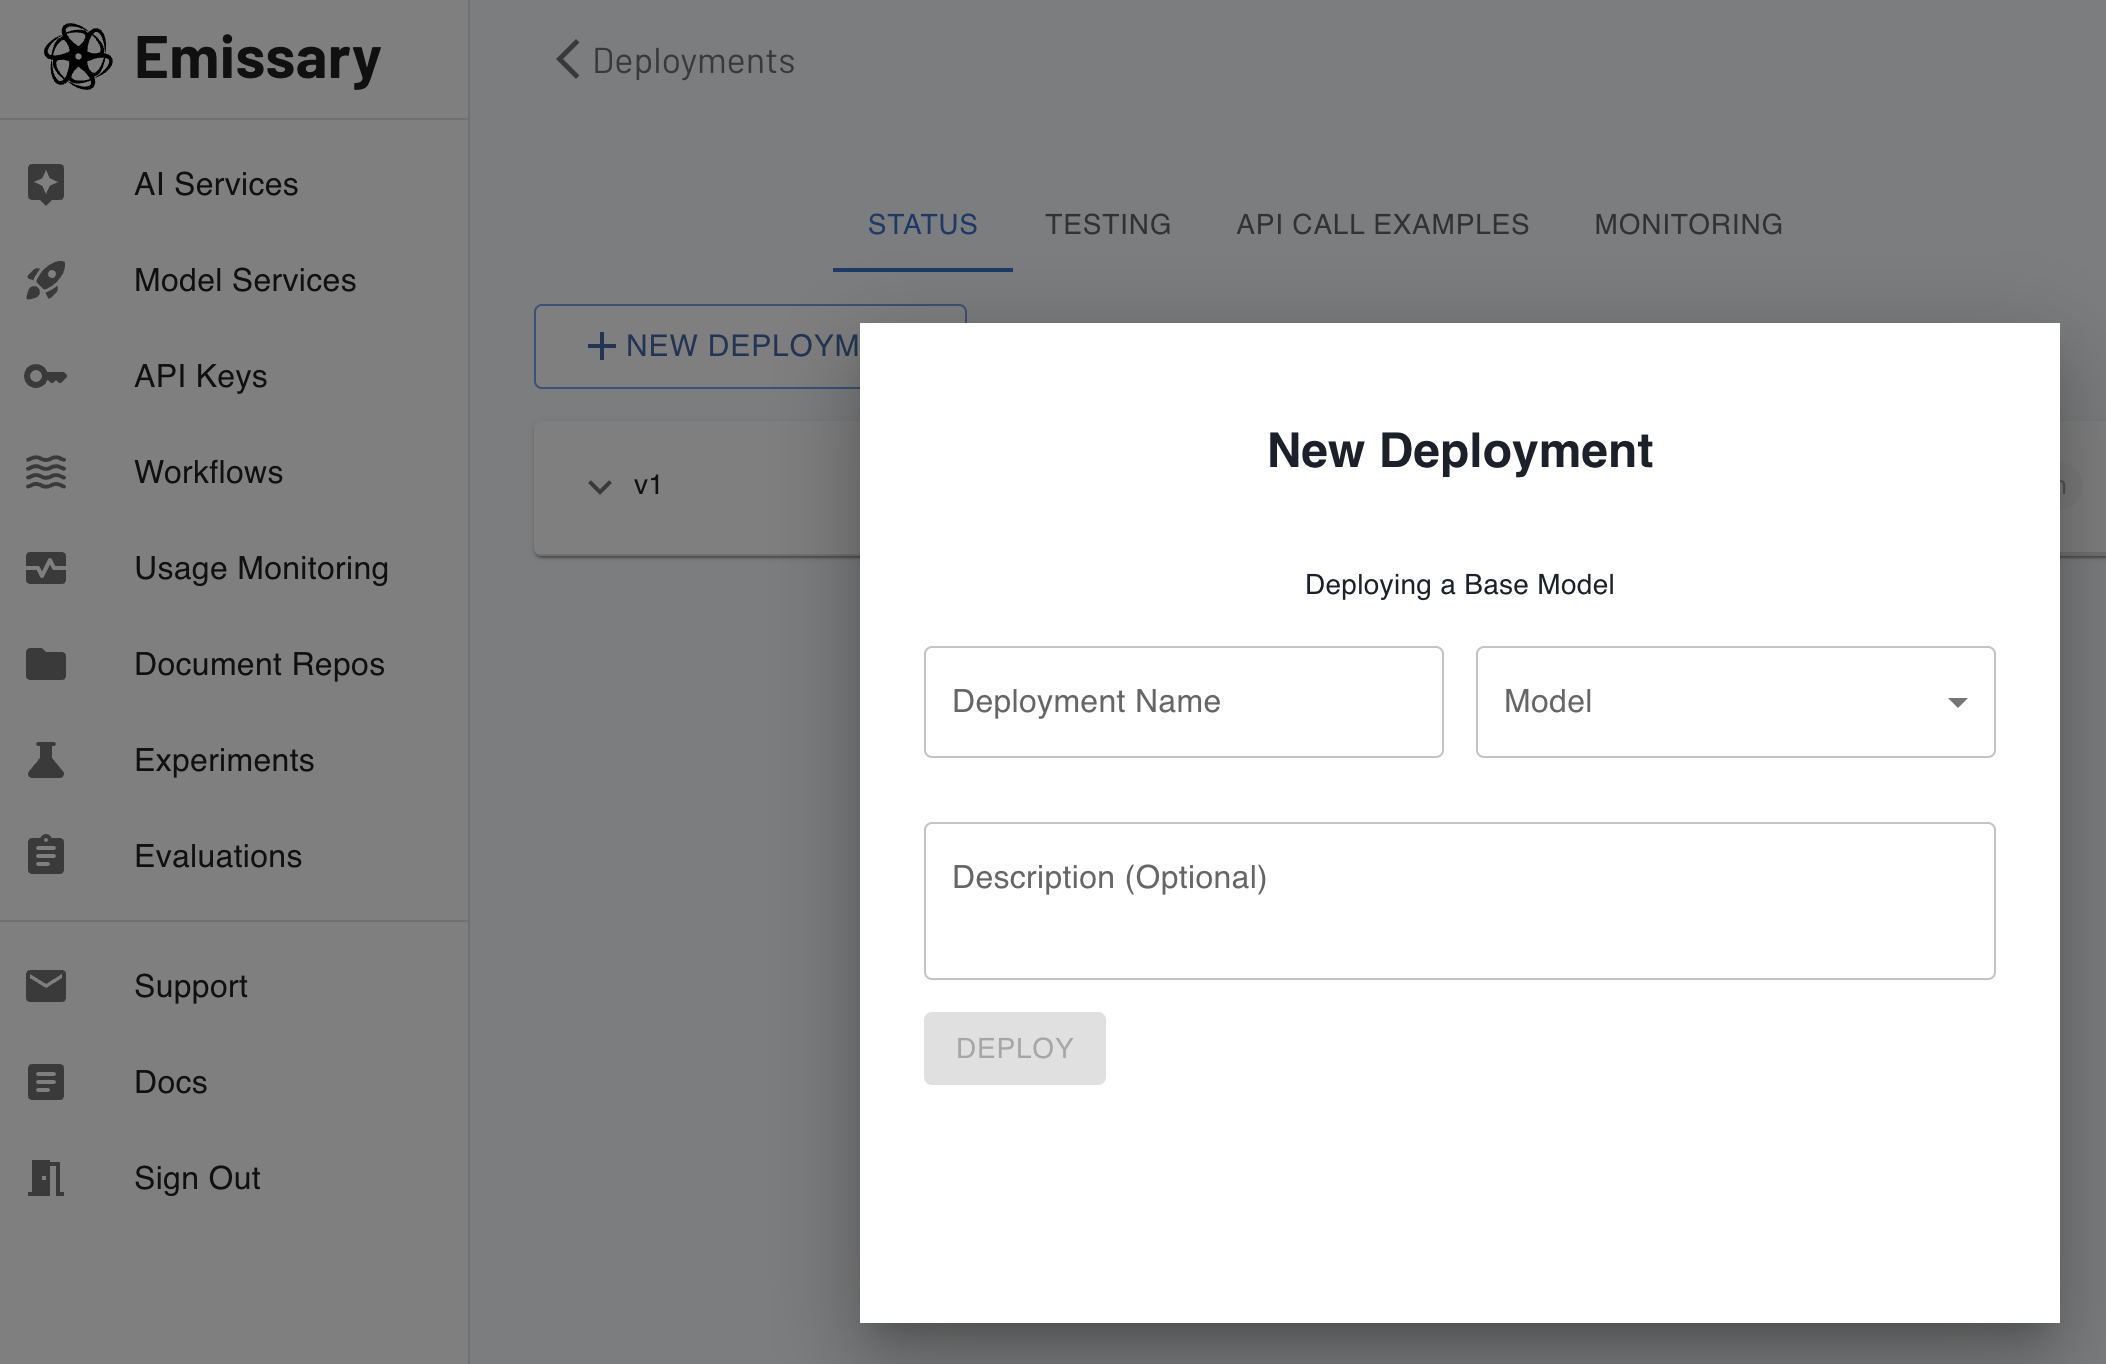 Emissary
AI Services
Model Services
API Keys
Workflows
Usage Monitoring
Document Repos
Experiments
Evaluations
Support
Docs
Sign Out
Deployments
STATUS TESTING API CALL EXAMPLES MONITORING
NEW DEPLOYM
v1
New Deployment
Deploying a Base Model
Deployment Name
Model
Description (Optional)
DEPLOY